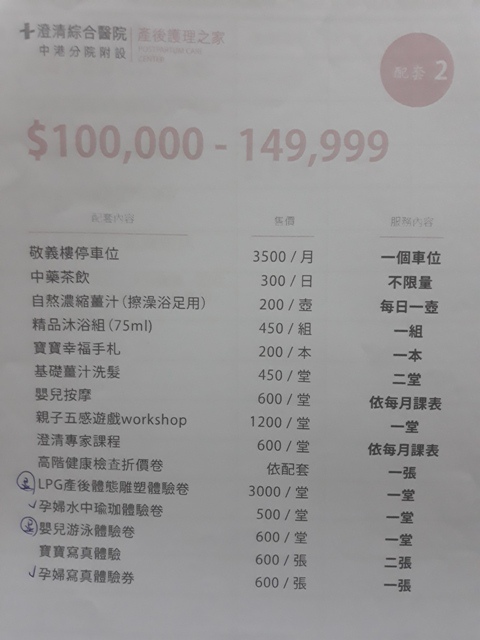 澄清綜合醫院 產後護理之家
中港分院附設 POSTPARTUM CARE CENTER
配套 2
$100,000 - 149,999
配套內容 售價 服務內容
敬義樓停車位 3500 / 月 一個車位
中藥茶飲 300 / 日 不限量
自熬濃縮薑汁(擦澡浴足用) 200 / 壺 每日一壺
精品沐浴組(75ml) 450 / 組 一組
寶寶幸福手札 200 / 本 一本
基礎薑汁洗髮 450 / 堂 二堂
嬰兒按摩 600 / 堂 依每月課表
親子五感遊戲workshop 1200 / 堂 一堂
澄清專家課程 600 / 堂 依每月課表
高階健康檢查折價卷 依配套 一張
LPG產後體態雕塑體驗卷 3000 / 堂 一堂
✓孕婦水中瑜珈體驗卷 500 / 堂 一堂
嬰兒游泳體驗卷 600 / 堂 一堂
寶寶寫真體驗 600 / 張 二張
✓孕婦寫真體驗券 600 / 張 一張